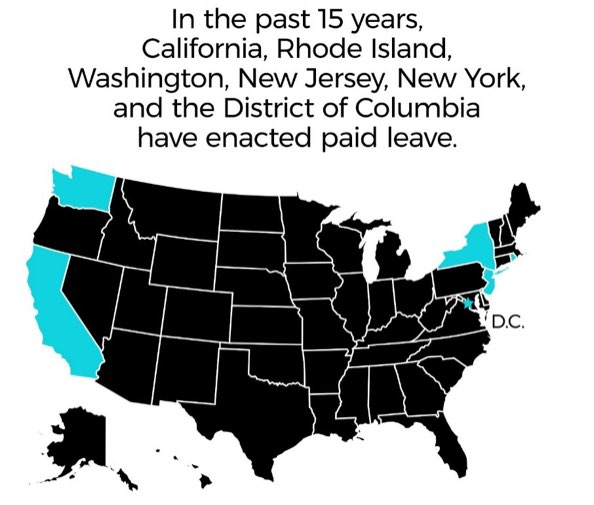 In the past 15 years,
California, Rhode Island,
Washington, New Jersey, New York,
and the District of Columbia
have enacted paid leave.
D.C.